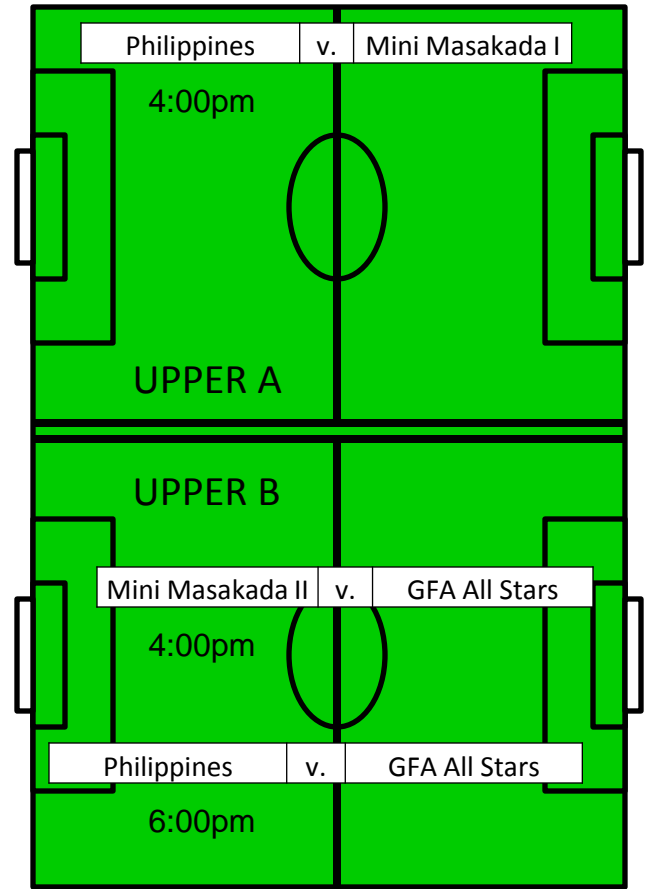 Philippines v. Mini Masakada I
4:00pm
UPPER A
UPPER B
Mini Masakada II v. GFA All Stars
4:00pm
Philippines v. GFA All Stars
6:00pm